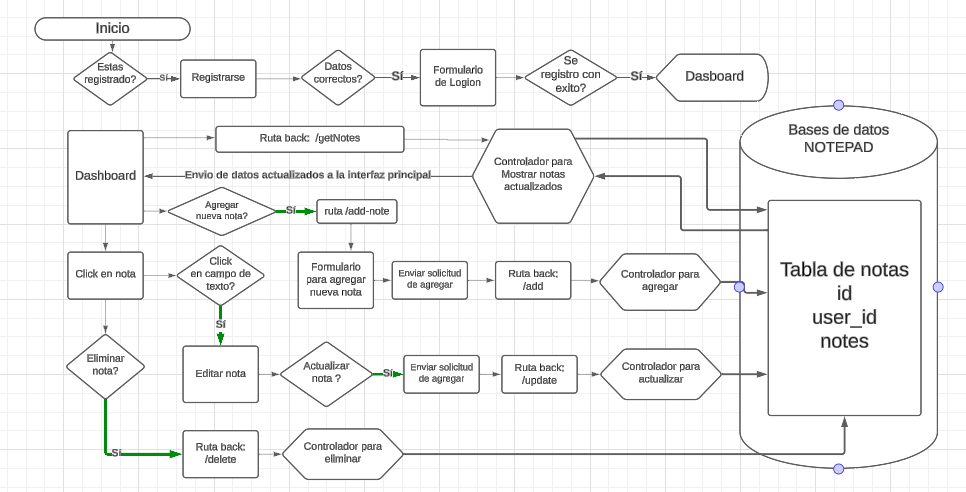 Inicio
Estas
registrado?
Sí
Registrarse
Datos
correctos?
Sí
Formulario
de Logion
Se
registro con
exito?
Sí
Dasboard
Bases de datos
NOTEPAD
Dashboard
Ruta back: /getNotes
Envio de datos actualizados a la interfaz principal
Controlador para
Mostrar notas
actualizados
Agregar
nueva nota?
Sí
ruta /add-note
Click en nota
Click
en campo de
texto?
Sí
Formulario
para agregar
nueva nota
Enviar solicitud
de agregar
Ruta back;
/add
Controlador para
agregar
Tabla de notas
id
user_id
notes
Eliminar
nota?
Sí
Editar nota
Actualizar
nota ?
Sí
Enviar solicitud
de agregar
Ruta back;
/update
Controlador para
actualizar
Ruta back:
/delete
Controlador para
eliminar